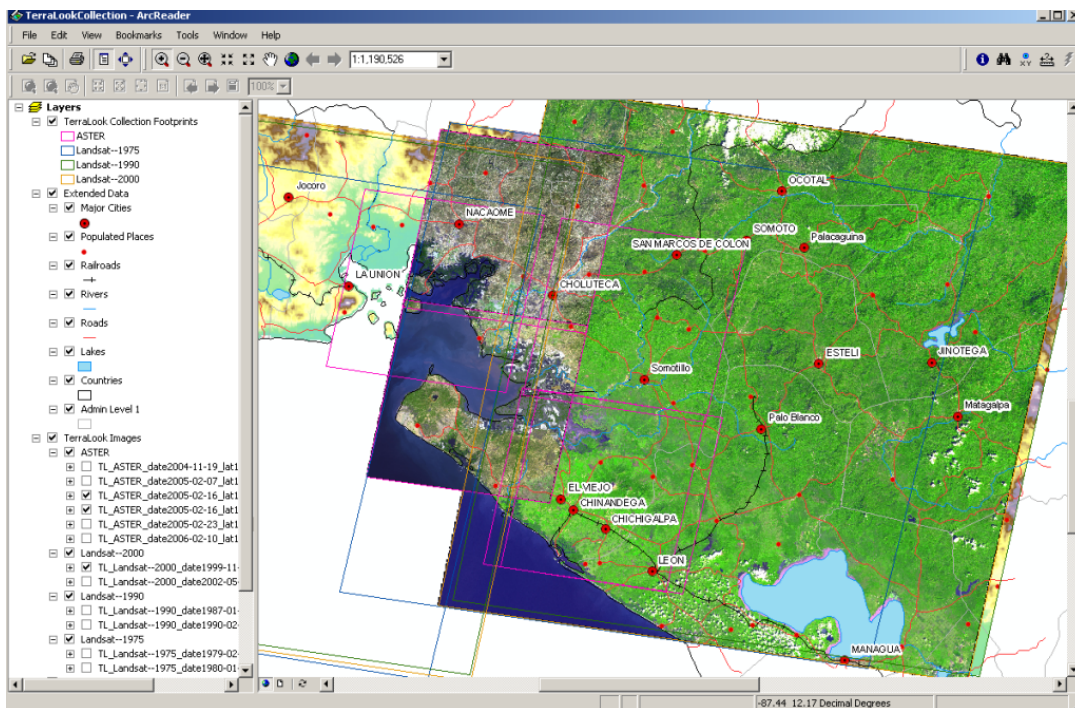 TerraLookCollection - ArcReader
File Edit View Bookmarks Tools Window Help
1:1,190,526
XY
100%
Layers
TerraLook Collection Footprints
ASTER
Landsat--1975
Landsat--1990
Landsat--2000
Extended Data
Major Cities
Populated Places
Railroads
Rivers
Roads
Lakes
Countries
Admin Level 1
TerraLook Images
ASTER
TL_ASTER_date2004-11-19_lat1
TL_ASTER_date2005-02-07_lat1
TL_ASTER_date2005-02-16_lat1
TL_ASTER_date2005-02-16_lat1
TL_ASTER_date2005-02-23_lat1
TL_ASTER_date2006-02-10_lat1
Landsat--2000
TL_Landsat--2000_date1999-11-
TL_Landsat--2000_date2002-05-
Landsat--1990
TL_Landsat--1990_date1987-01-
TL_Landsat--1990_date1990-02-
Landsat--1975
TL_Landsat--1975_date1979-02-
TL_Landsat--1975_date1980-01-
OCOTAL
Jocoro
NACAOME
SOMOTO
SAN MARCOS DE COLON
Palacaguina
LA UNION
CHOLUTECA
ESTELI
JINOTEGA
Somotillo
Matagalpa
Palo Blanco
EL VIEJO
CHINANDEGA
CHICHIGALPA
LEON
MANAGUA
-87.44 12.17 Decimal Degrees